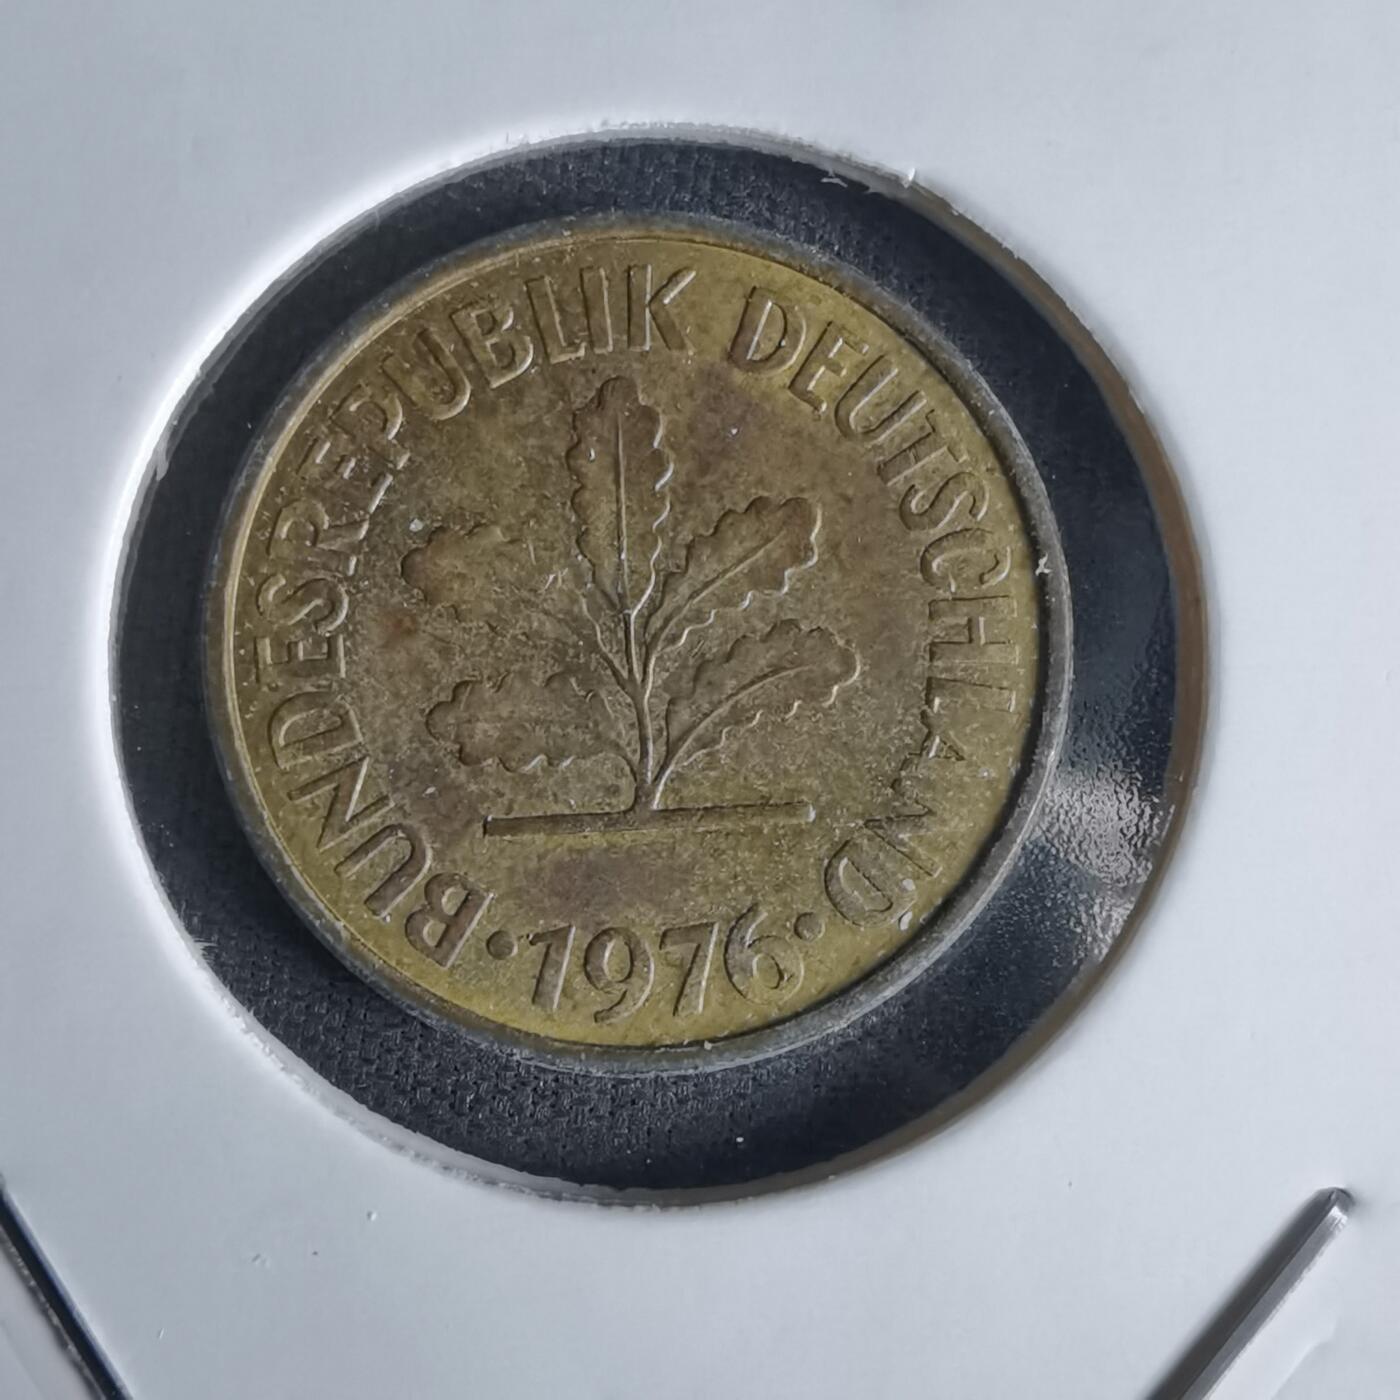 BUNDESREPUBLIK DEUTSCHLAND
·1976·